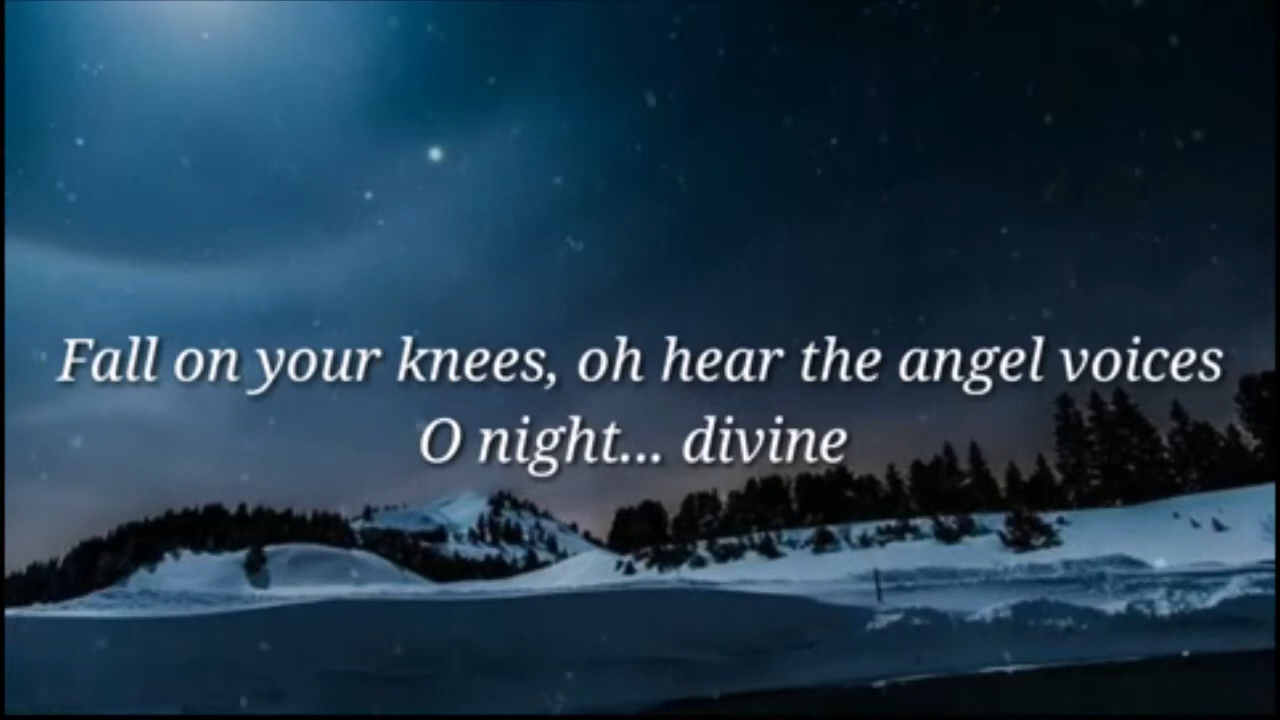 Fall on your knees, oh hear the angel voices
O night... divine